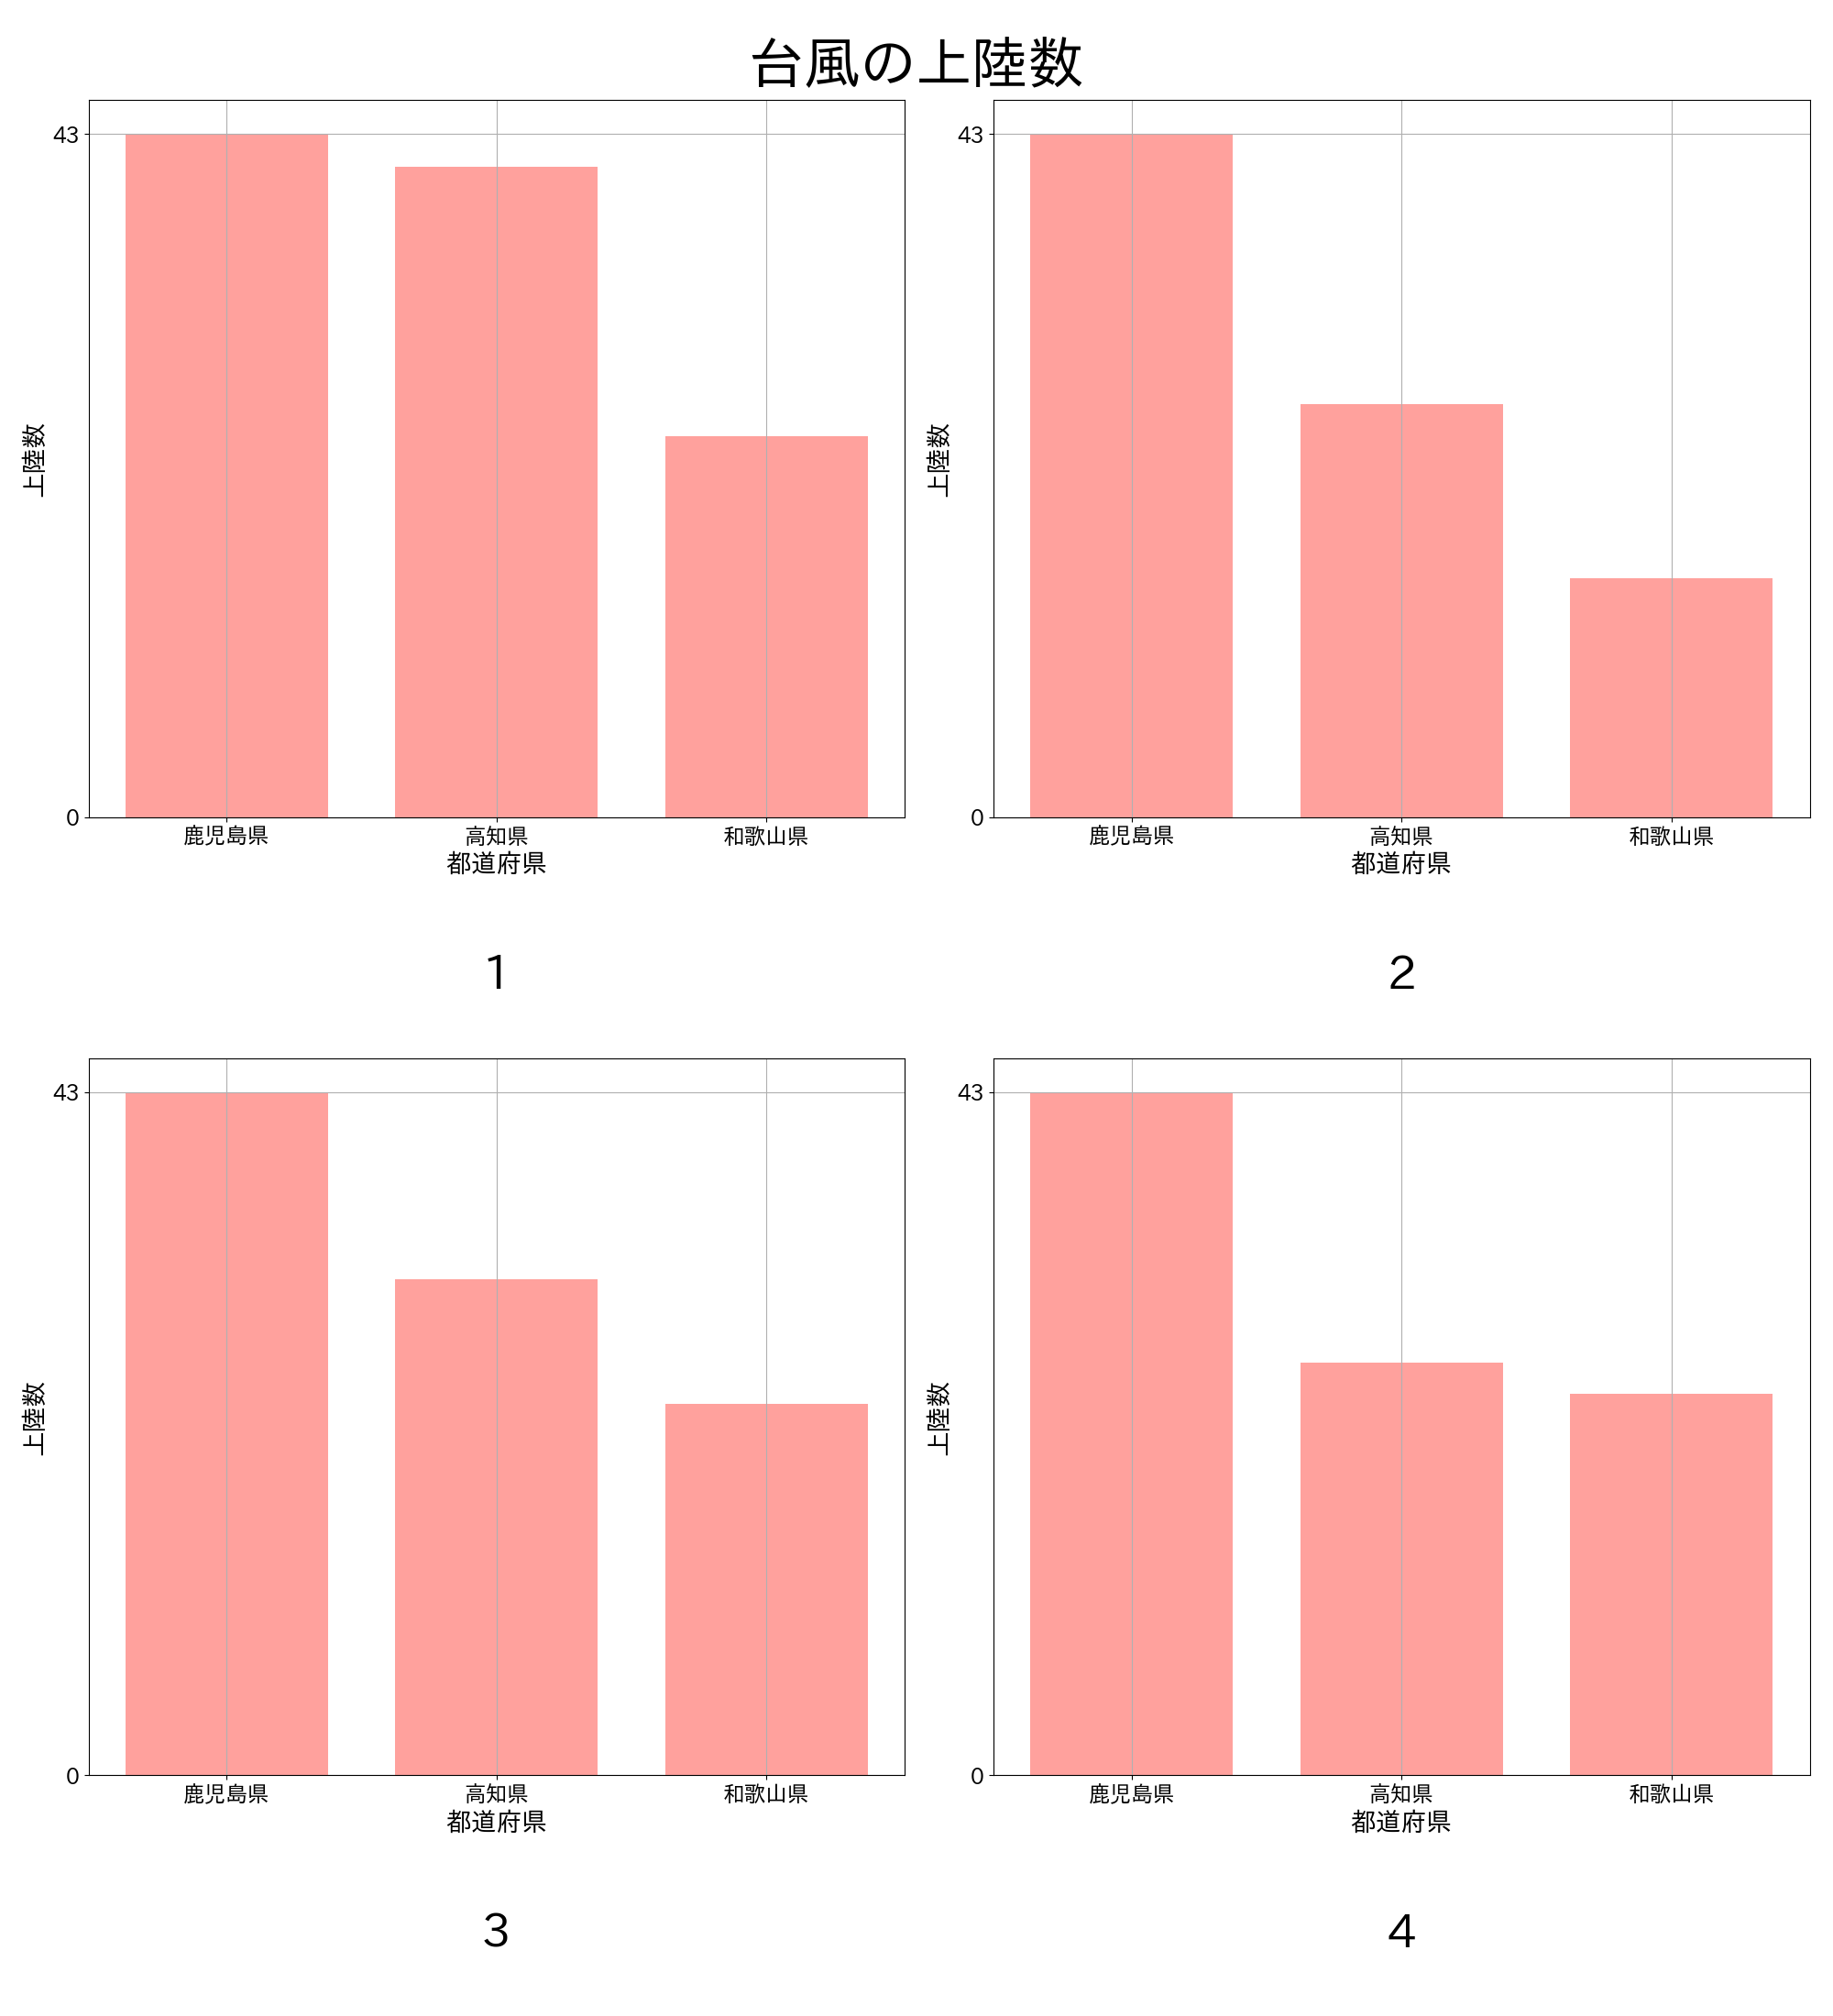 台風の上陸数
43
0
上陸数
鹿児島県 高知県 和歌山県
都道府県
1
43
0
上陸数
鹿児島県 高知県 和歌山県
都道府県
2
43
0
上陸数
鹿児島県 高知県 和歌山県
都道府県
3
43
0
上陸数
鹿児島県 高知県 和歌山県
都道府県
4